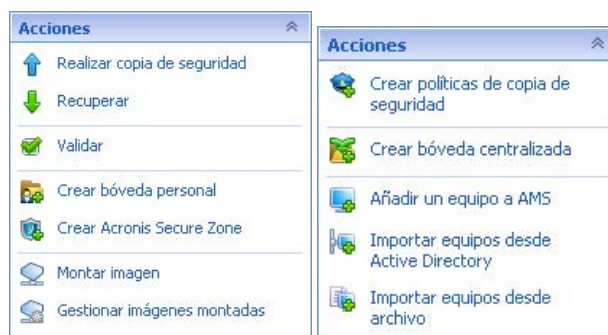 Acciones
Realizar copia de seguridad
Recuperar
Validar
Crear bóveda personal
Crear Acronis Secure Zone
Montar imagen
Gestionar imágenes montadas
Acciones
Crear políticas de copia de
seguridad
Crear bóveda centralizada
Añadir un equipo a AMS
Importar equipos desde
Active Directory
Importar equipos desde
archivo